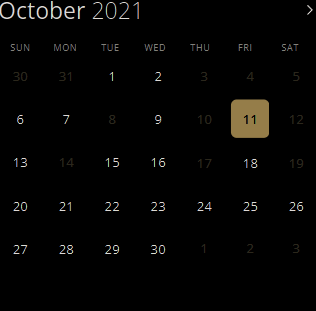 October 2021 >
SUN MON TUE WED THU FRI SAT
30 31 1 2 3 4 5
6 7 8 9 10 11 12
13 14 15 16 17 18 19
20 21 22 23 24 25 26
27 28 29 30 1 2 3